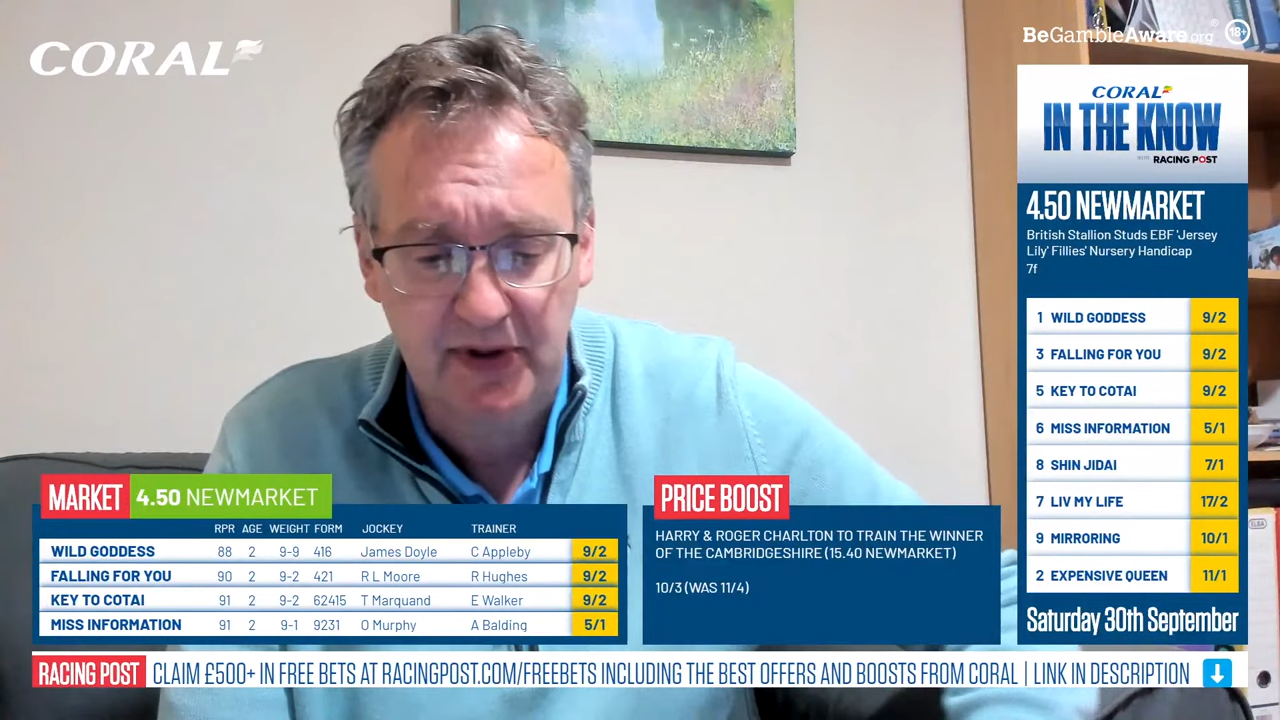 CORAL
BeGambleAware.org® 18+
CORAL
IN THE KNOW
WITH RACING POST
4.50 NEWMARKET
British Stallion Studs EBF 'Jersey
Lily' Fillies' Nursery Handicap
7f
1 WILD GODDESS 9/2
3 FALLING FOR YOU 9/2
5 KEY TO COTAI 9/2
6 MISS INFORMATION 5/1
8 SHIN JIDAI 7/1
7 LIV MY LIFE 17/2
9 MIRRORING 10/1
2 EXPENSIVE QUEEN 11/1
Saturday 30th September
MARKET 4.50 NEWMARKET
RPR AGE WEIGHT FORM JOCKEY TRAINER
WILD GODDESS 88 2 9-9 416 James Doyle C Appleby 9/2
FALLING FOR YOU 90 2 9-2 421 R L Moore R Hughes 9/2
KEY TO COTAI 91 2 9-2 62415 T Marquand E Walker 9/2
MISS INFORMATION 91 2 9-1 9231 O Murphy A Balding 5/1
PRICE BOOST
HARRY & ROGER CHARLTON TO TRAIN THE WINNER
OF THE CAMBRIDGESHIRE (15.40 NEWMARKET)
10/3 (WAS 11/4)
RACING POST CLAIM £500+ IN FREE BETS AT RACINGPOST.COM/FREEBETS INCLUDING THE BEST OFFERS AND BOOSTS FROM CORAL | LINK IN DESCRIPTION